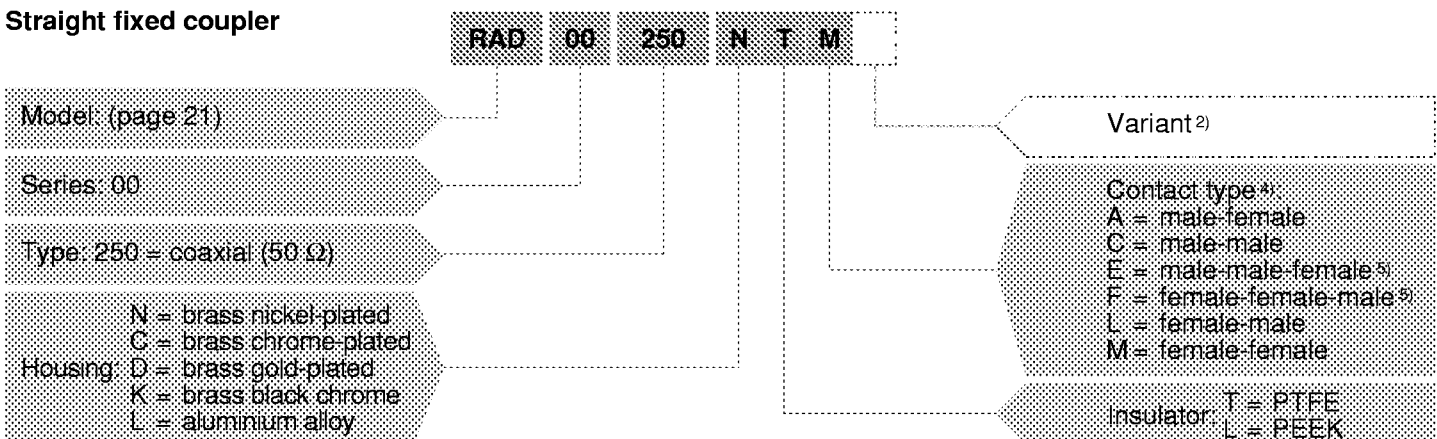 Straight fixed coupler
RAD 00 250 N T M
Model: (page 21)
Series: 00
Type: 250 = coaxial (50 Ω)
Housing:
N = brass nickel-plated
C = brass chrome-plated
D = brass gold-plated
K = brass black chrome
L = aluminium alloy
Variant 2)
Contact type 4):
A = male-female
C = male-male
E = male-male-female 5)
F = female-female-male 5)
L = female-male
M = female-female
Insulator:
T = PTFE
L = PEEK